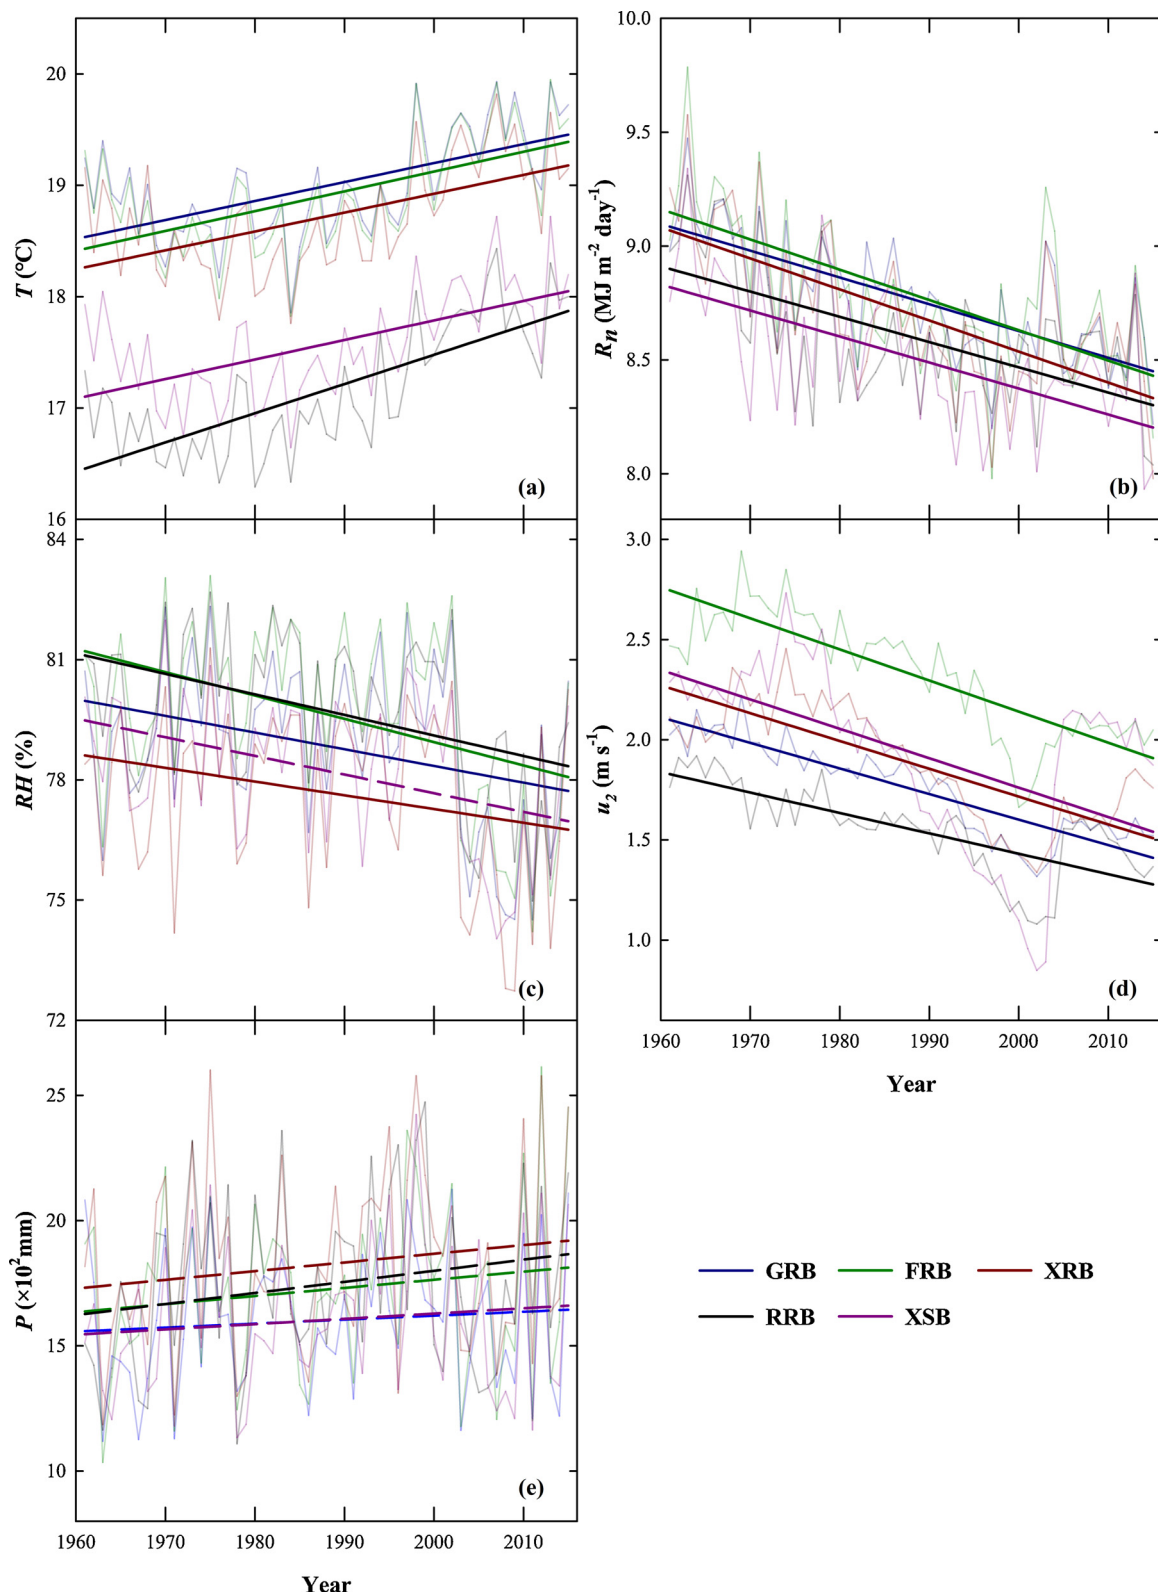 20
19
18
17
16
T (°C)
(a)
10.0
9.5
9.0
8.5
8.0
Rn (MJ m-2 day-1)
(b)
84
81
78
75
72
RH (%)
(c)
3.0
2.5
2.0
1.5
1.0
u2 (m s-1)
(d)
1960 1970 1980 1990 2000 2010
Year
25
20
15
10
P (×10²mm)
(e)
1960 1970 1980 1990 2000 2010
Year
GRB FRB XRB
RRB XSB